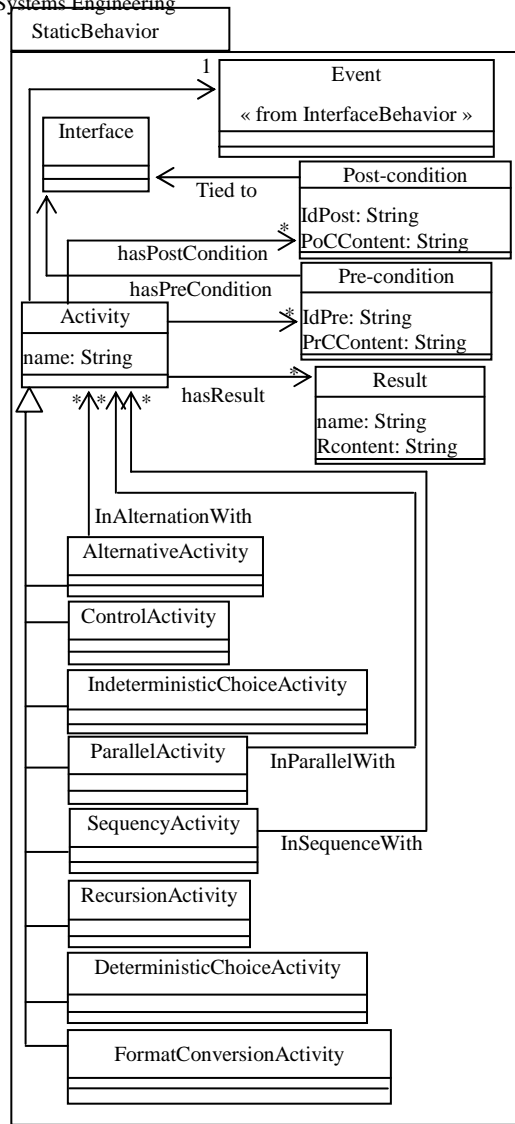 Systems Engineering
StaticBehavior
1
Event
« from InterfaceBehavior »
Interface
Tied to
Post-condition
IdPost: String
PoCContent: String
*
hasPostCondition
hasPreCondition
Pre-condition
IdPre: String
PrCContent: String
*
Activity
name: String
hasResult
*
Result
name: String
Rcontent: String
* * *
InAlternationWith
AlternativeActivity
ControlActivity
IndeterministicChoiceActivity
ParallelActivity
InParallelWith
SequencyActivity
InSequenceWith
RecursionActivity
DeterministicChoiceActivity
FormatConversionActivity